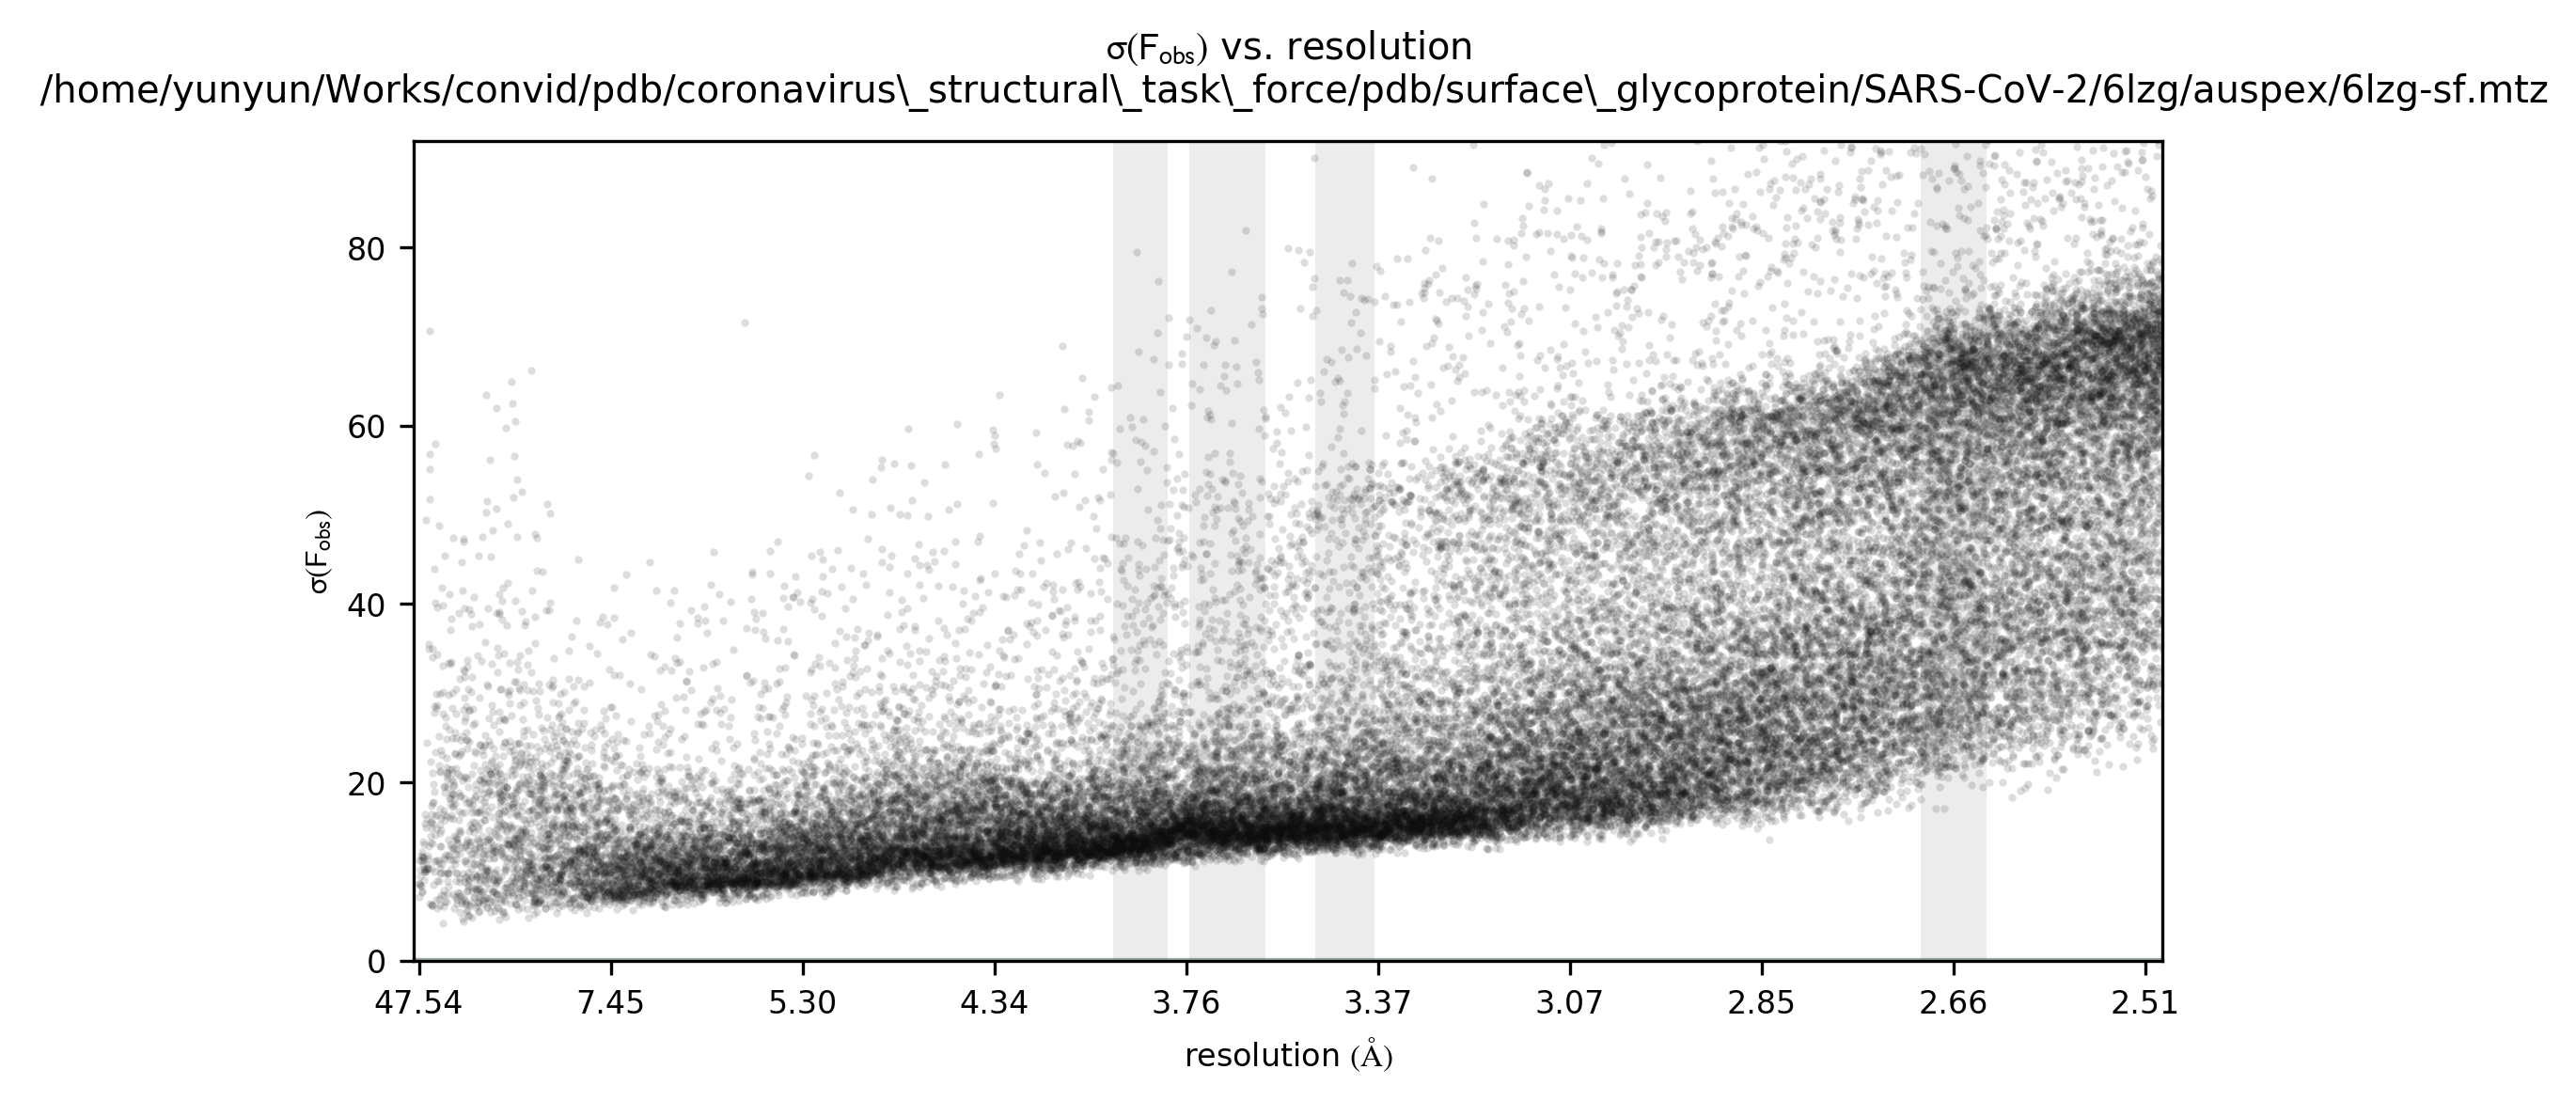 σ(Fobs) vs. resolution
/home/yunyun/Works/convid/pdb/coronavirus\_structural\_task\_force/pdb/surface\_glycoprotein/SARS-CoV-2/6lzg/auspex/6lzg-sf.mtz
σ(Fobs)
80
60
40
20
0
47.54 7.45 5.30 4.34 3.76 3.37 3.07 2.85 2.66 2.51
resolution (Å)